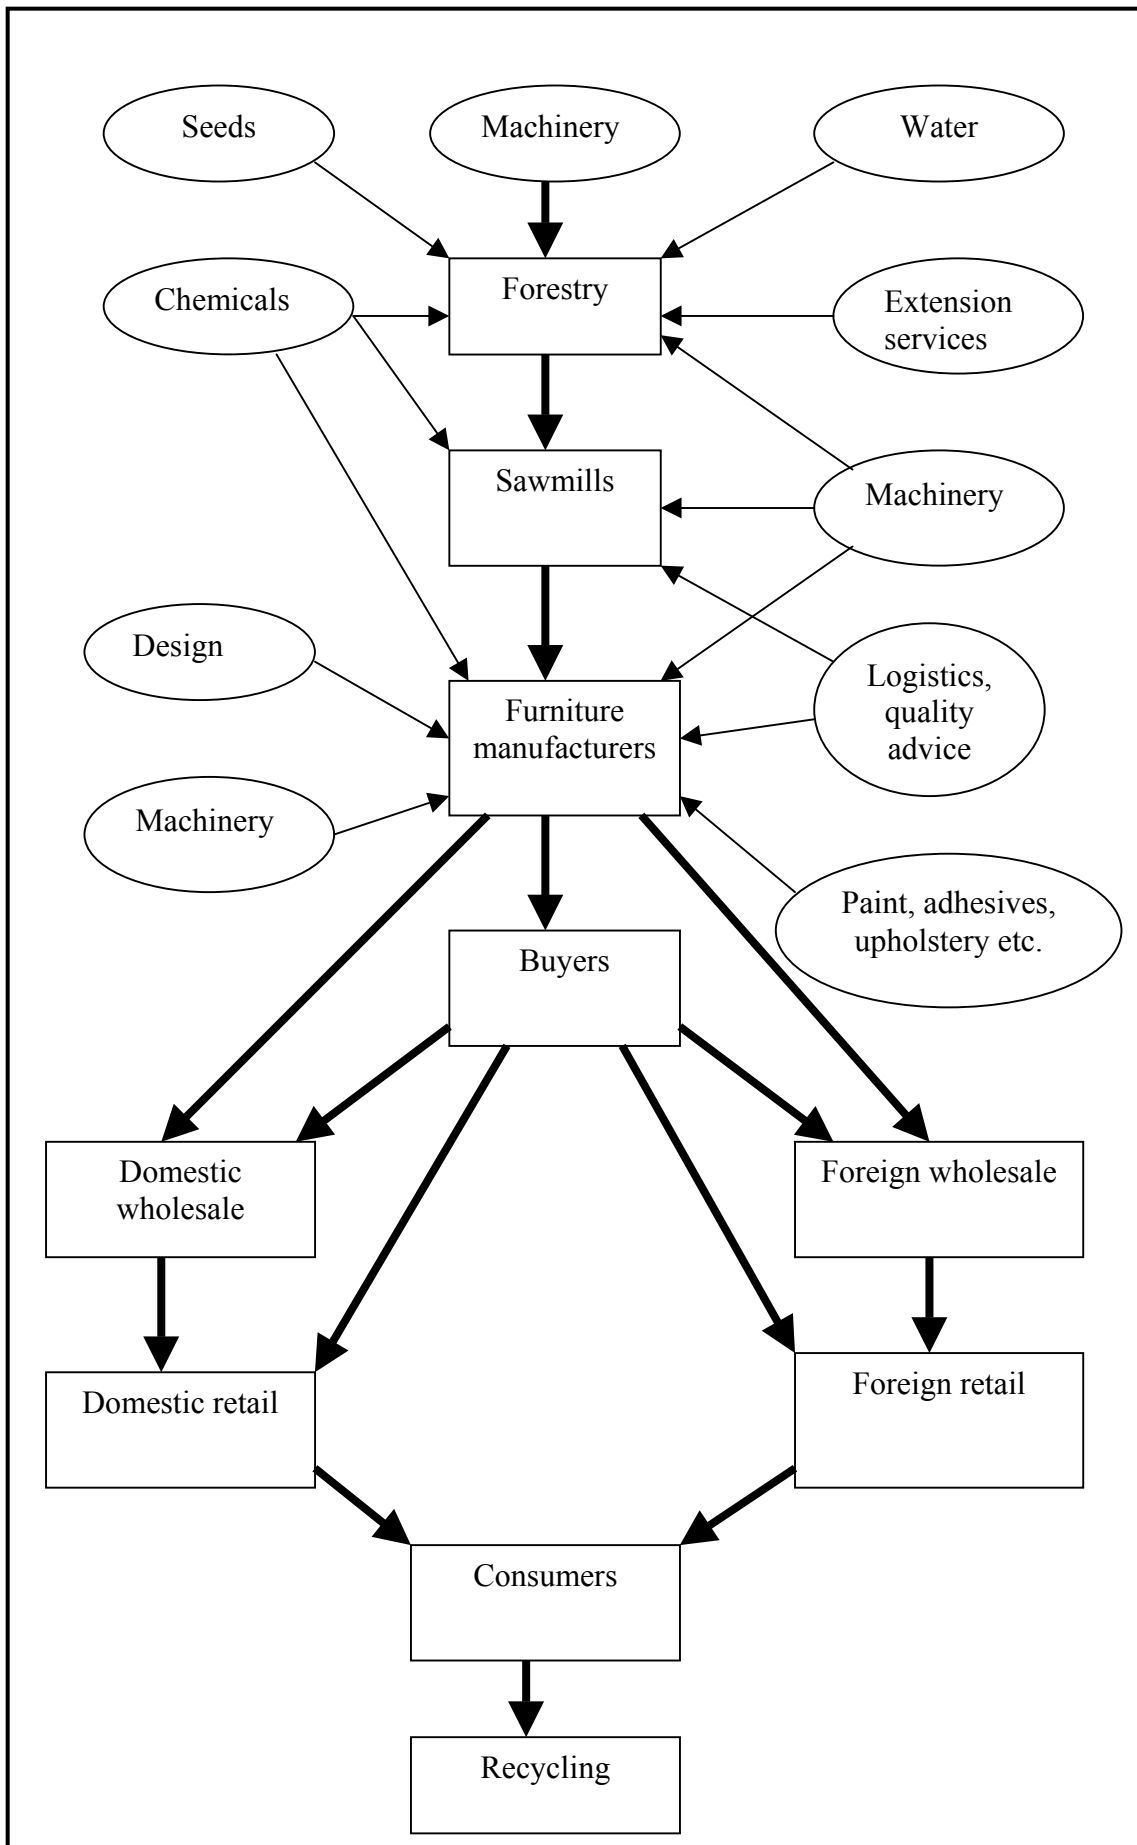 Seeds
Machinery
Water
Chemicals
Forestry
Extension
services
Sawmills
Machinery
Design
Furniture
manufacturers
Logistics,
quality
advice
Machinery
Paint, adhesives,
upholstery etc.
Buyers
Domestic
wholesale
Foreign wholesale
Domestic retail
Foreign retail
Consumers
Recycling